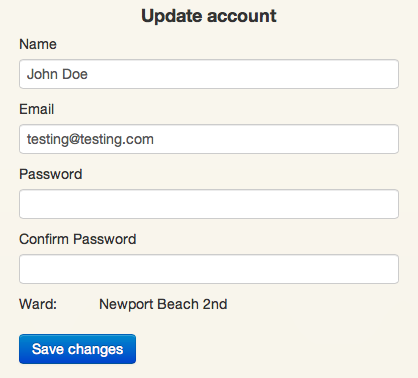 Update account
Name
John Doe
Email
testing@testing.com
Password
Confirm Password
Ward: Newport Beach 2nd
Save changes